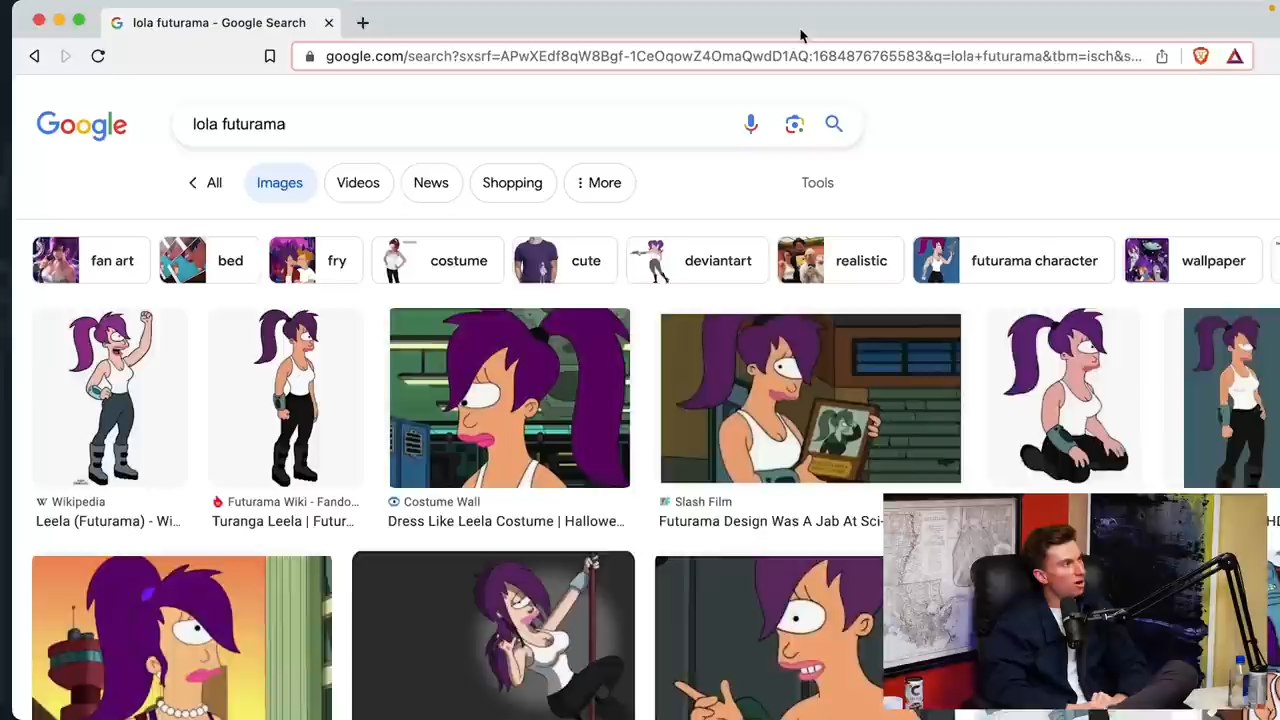 lola futurama - Google Search
google.com/search?sxsrf=APwXEdf8qW8Bgf-1CeOqowZ4OmaQwdD1AQ:1684876765583&q=lola+futurama&tbm=isch&s...
Google
lola futurama
All
Images
Videos
News
Shopping
More
Tools
fan art
bed
fry
costume
cute
deviantart
realistic
futurama character
wallpaper
Wikipedia
Leela (Futurama) - Wi...
Futurama Wiki - Fando...
Turanga Leela | Futur...
Costume Wall
Dress Like Leela Costume | Hallowe...
Slash Film
Futurama Design Was A Jab At Sci-